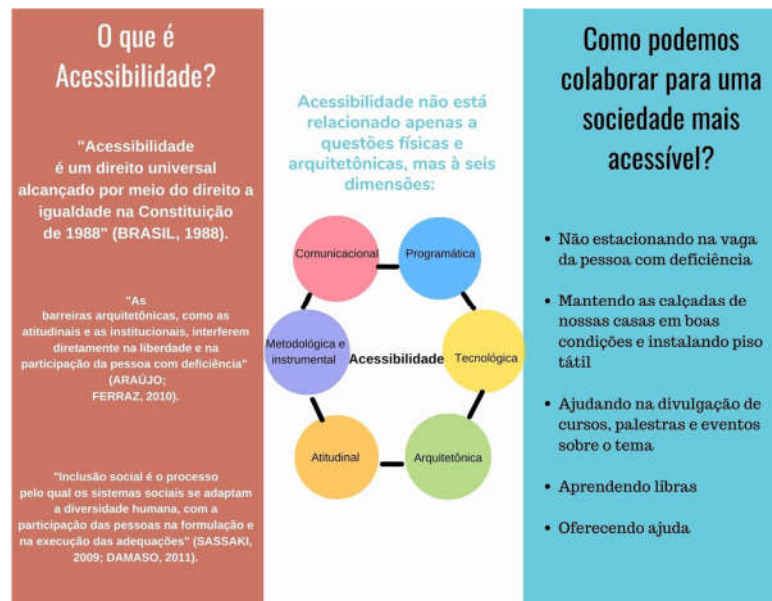 O que é
Acessibilidade?
"Acessibilidade
é um direito universal
alcançado por meio do direito a
igualdade na Constituição
de 1988" (BRASIL, 1988).
"As
barreiras arquitetônicas, como as
atitudinais e as institucionais, interferem
diretamente na liberdade e na
participação da pessoa com deficiência"
(ARAÚJO;
FERRAZ, 2010).
"Inclusão social é o processo
pelo qual os sistemas sociais se adaptam
a diversidade humana, com a
participação das pessoas na formulação e
na execução das adequações" (SASSAKI,
2009; DAMASO, 2011).
Acessibilidade não está
relacionado apenas a
questões físicas e
arquitetônicas, mas à seis
dimensões:
Comunicacional
Programática
Metodológica e
instrumental
Acessibilidade
Tecnológica
Atitudinal
Arquitetônica
Como podemos
colaborar para uma
sociedade mais
acessível?
• Não estacionando na vaga
da pessoa com deficiência
• Mantendo as calçadas de
nossas casas em boas
condições e instalando piso
tátil
• Ajudando na divulgação de
cursos, palestras e eventos
sobre o tema
• Aprendendo libras
• Oferecendo ajuda